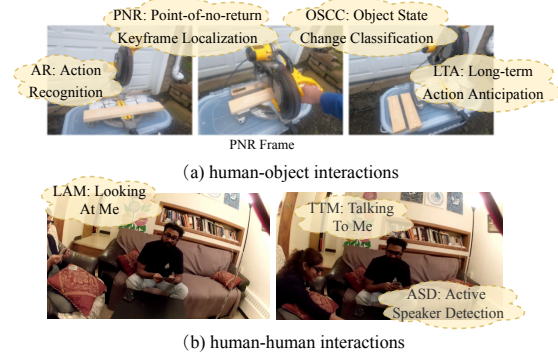 PNR: Point-of-no-return
Keyframe Localization
OSCC: Object State
Change Classification
AR: Action
Recognition
LTA: Long-term
Action Anticipation
PNR Frame
(a) human-object interactions
LAM: Looking
At Me
TTM: Talking
To Me
ASD: Active
Speaker Detection
(b) human-human interactions